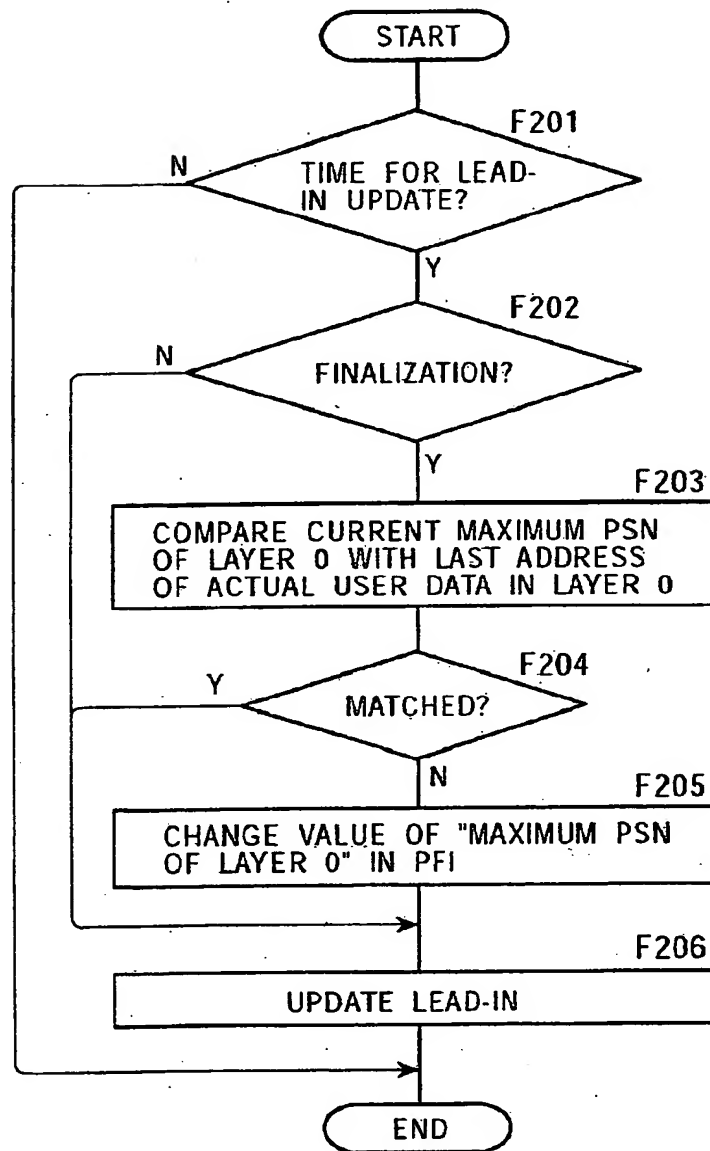 START
F201
N
TIME FOR LEAD-
IN UPDATE?
Y
F202
N
FINALIZATION?
Y
F203
COMPARE CURRENT MAXIMUM PSN
OF LAYER 0 WITH LAST ADDRESS
OF ACTUAL USER DATA IN LAYER 0
F204
Y
MATCHED?
N
F205
CHANGE VALUE OF "MAXIMUM PSN
OF LAYER 0" IN PFI
F206
UPDATE LEAD-IN
END